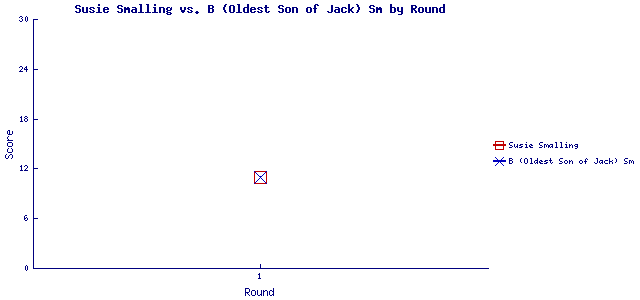 Susie Smalling vs. B (Oldest Son of Jack) Sm by Round
30
24
18
12
6
0
Score
1
Round
Susie Smalling
B (Oldest Son of Jack) Sm